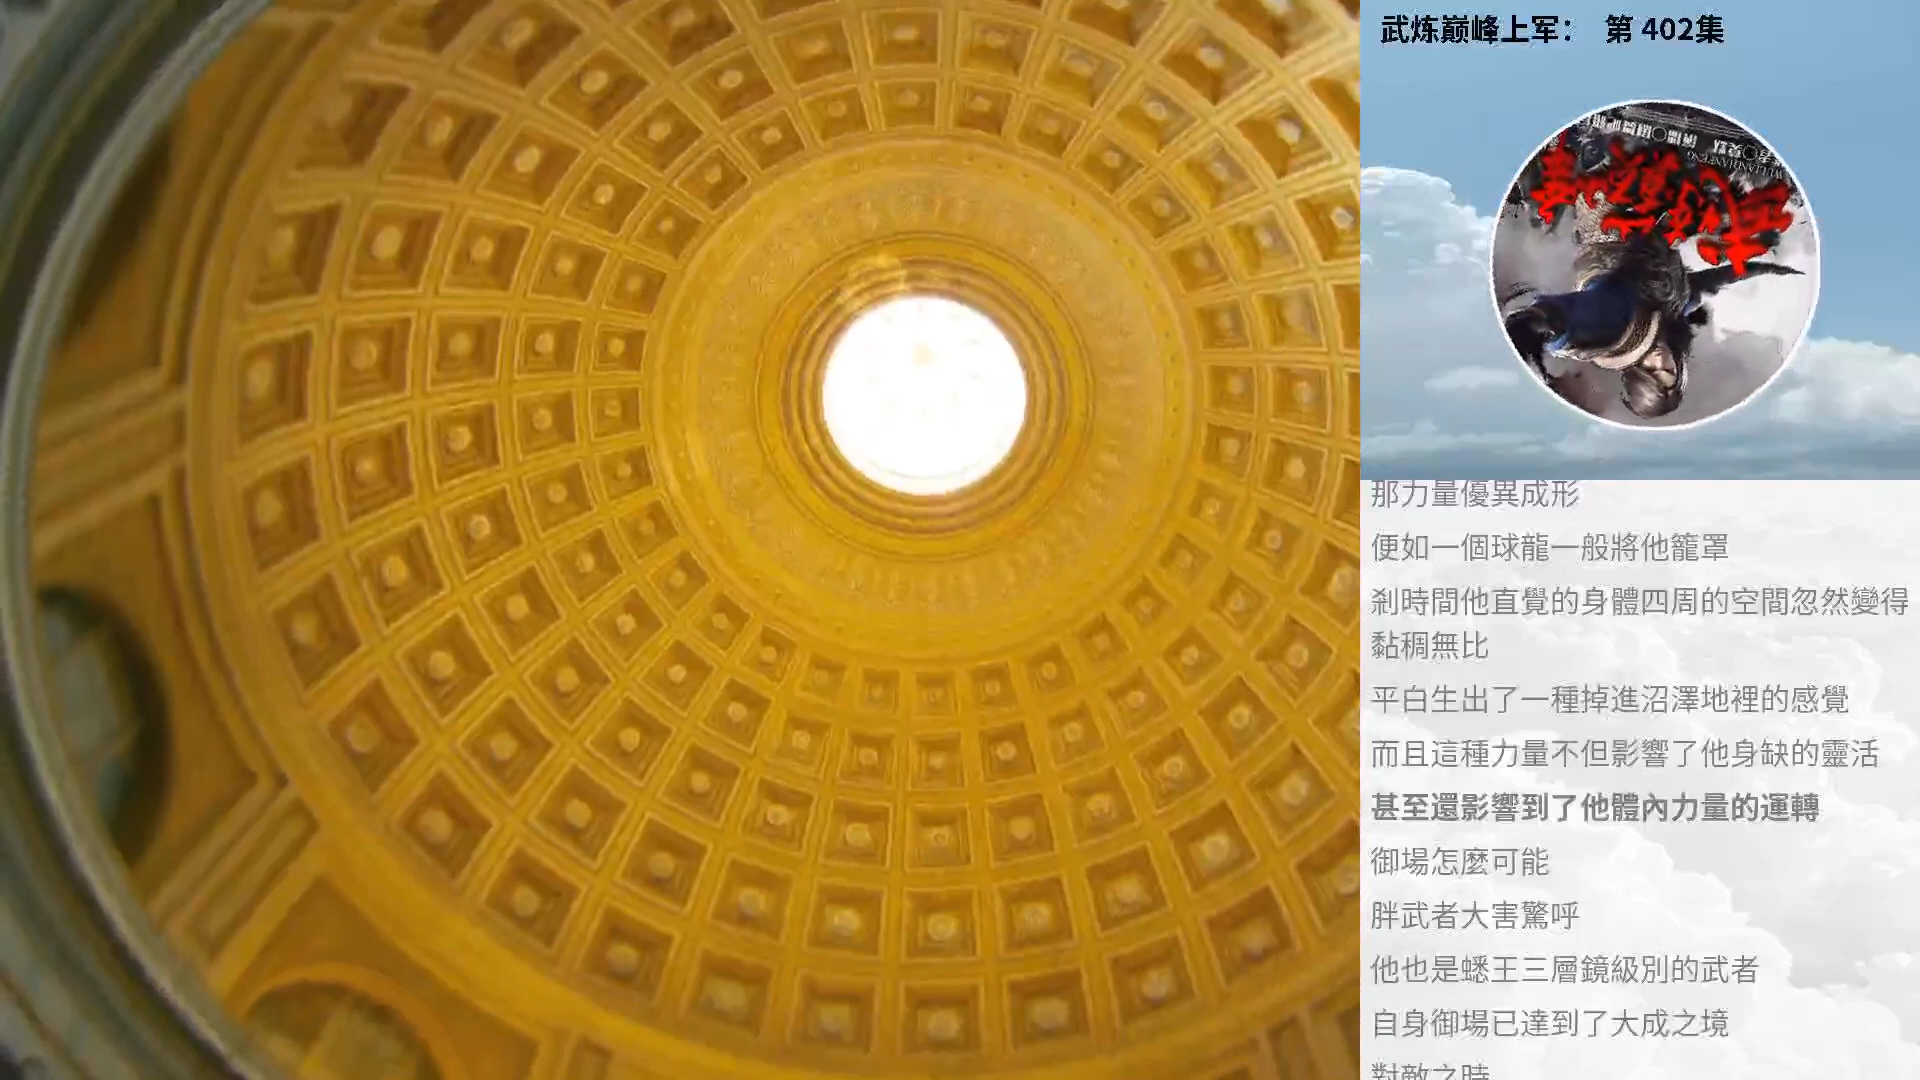 武炼巅峰上军： 第 402集
那力量優異成形
便如一個球龍一般將他籠罩
剎時間他直覺的身體四周的空間忽然變得
黏稠無比
平白生出了一種掉進沼澤地裡的感覺
而且這種力量不但影響了他身缺的靈活
甚至還影響到了他體內力量的運轉
御場怎麼可能
胖武者大害驚呼
他也是蟋王三層鏡級別的武者
自身御場已達到了大成之境
對敵之時